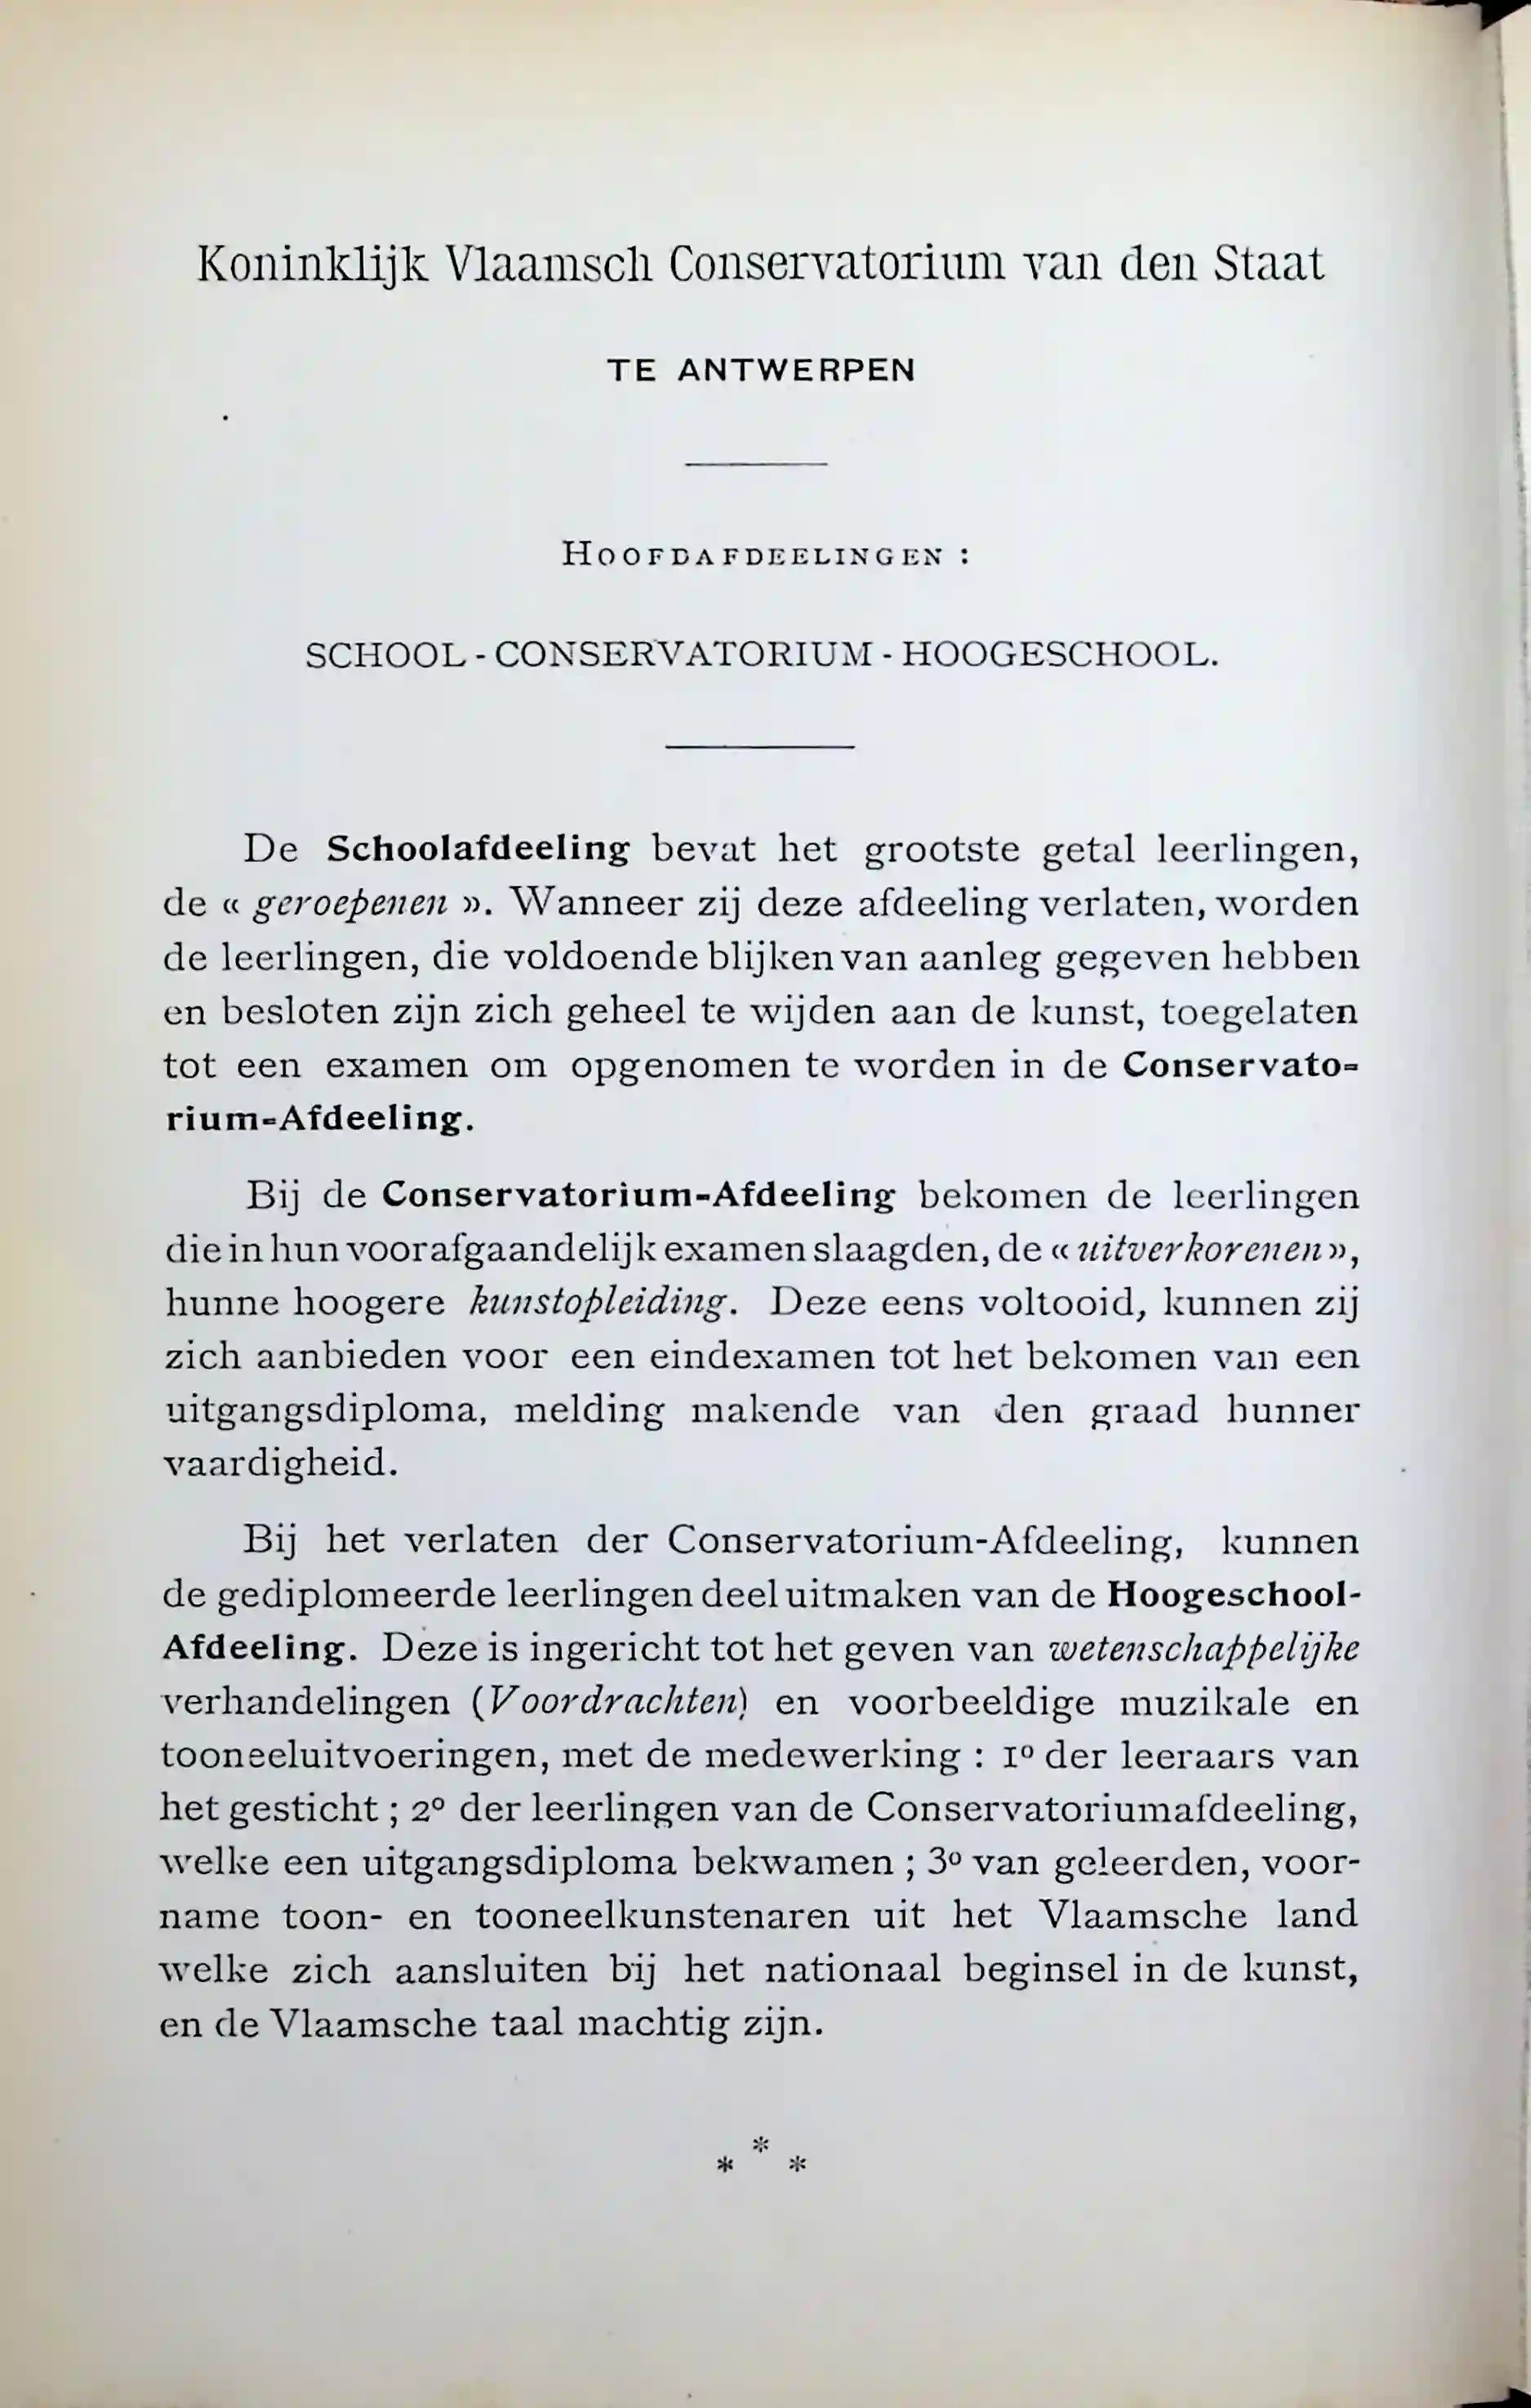 Koninklijk Vlaamsch Conservatorium van den Staat
TE ANTWERPEN
HOOFDAFDEELINGEN :
SCHOOL - CONSERVATORIUM - HOOGESCHOOL.
De Schoolafdeeling bevat het grootste getal leerlingen,
de « geroepenen ». Wanneer zij deze afdeeling verlaten, worden
de leerlingen, die voldoende blijken van aanleg gegeven hebben
en besloten zijn zich geheel te wijden aan de kunst, toegelaten
tot een examen om opgenomen te worden in de Conservato-
rium-Afdeeling.
Bij de Conservatorium-Afdeeling bekomen de leerlingen
die in hun voorafgaandelijk examen slaagden, de « uitverkorenen »,
hunne hoogere kunstopleiding. Deze eens voltooid, kunnen zij
zich aanbieden voor een eindexamen tot het bekomen van een
uitgangsdiploma, melding makende van den graad hunner
vaardigheid.
Bij het verlaten der Conservatorium-Afdeeling, kunnen
de gediplomeerde leerlingen deel uitmaken van de Hoogeschool-
Afdeeling. Deze is ingericht tot het geven van wetenschappelijke
verhandelingen (Voordrachten) en voorbeeldige muzikale en
tooneeluitvoeringen, met de medewerking : 1º der leeraars van
het gesticht ; 2º der leerlingen van de Conservatoriumafdeeling,
welke een uitgangsdiploma bekwamen ; 3º van geleerden, voor-
name toon- en tooneelkunstenaren uit het Vlaamsche land
welke zich aansluiten bij het nationaal beginsel in de kunst,
en de Vlaamsche taal machtig zijn.
* * *